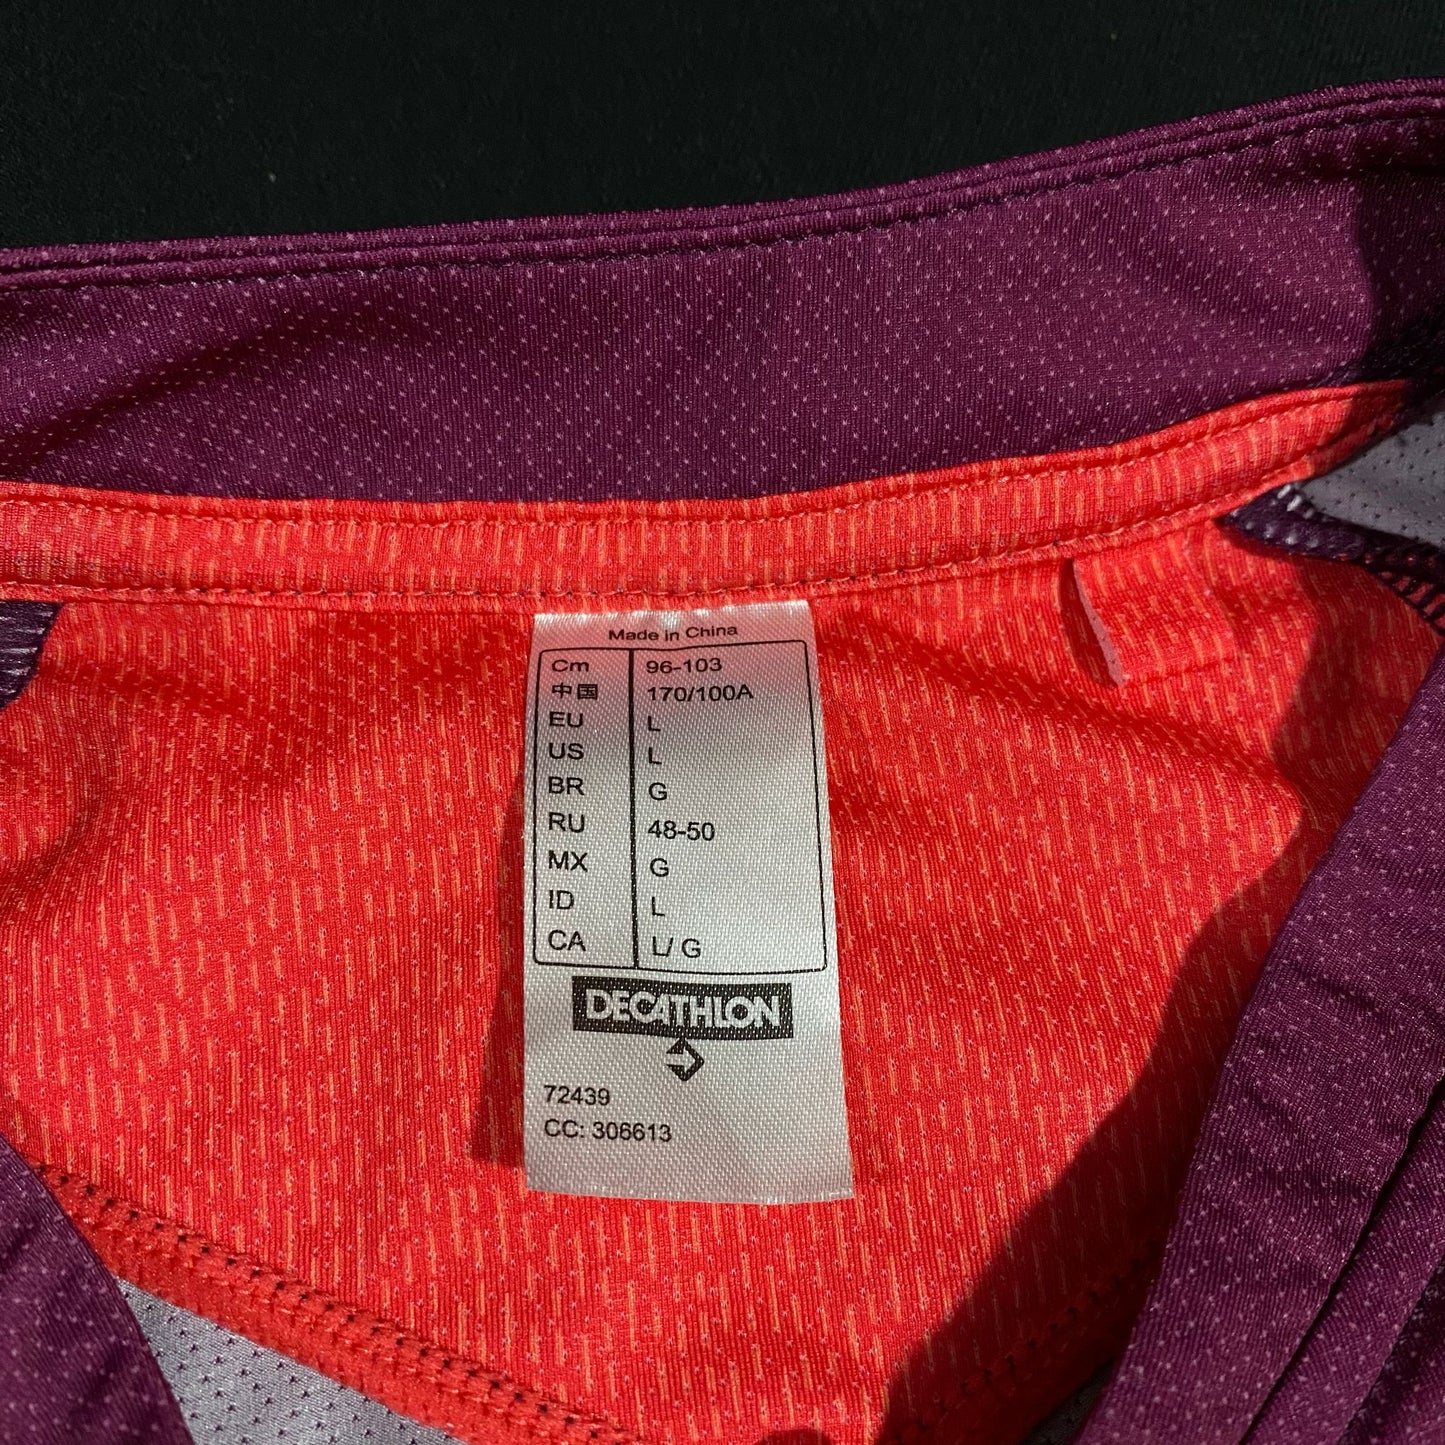 Made in China
Cm 96-103
中国 170/100A
EU L
US L
BR G
RU 48-50
MX G
ID L
CA L/ G
DECATHLON
72439
CC: 306613